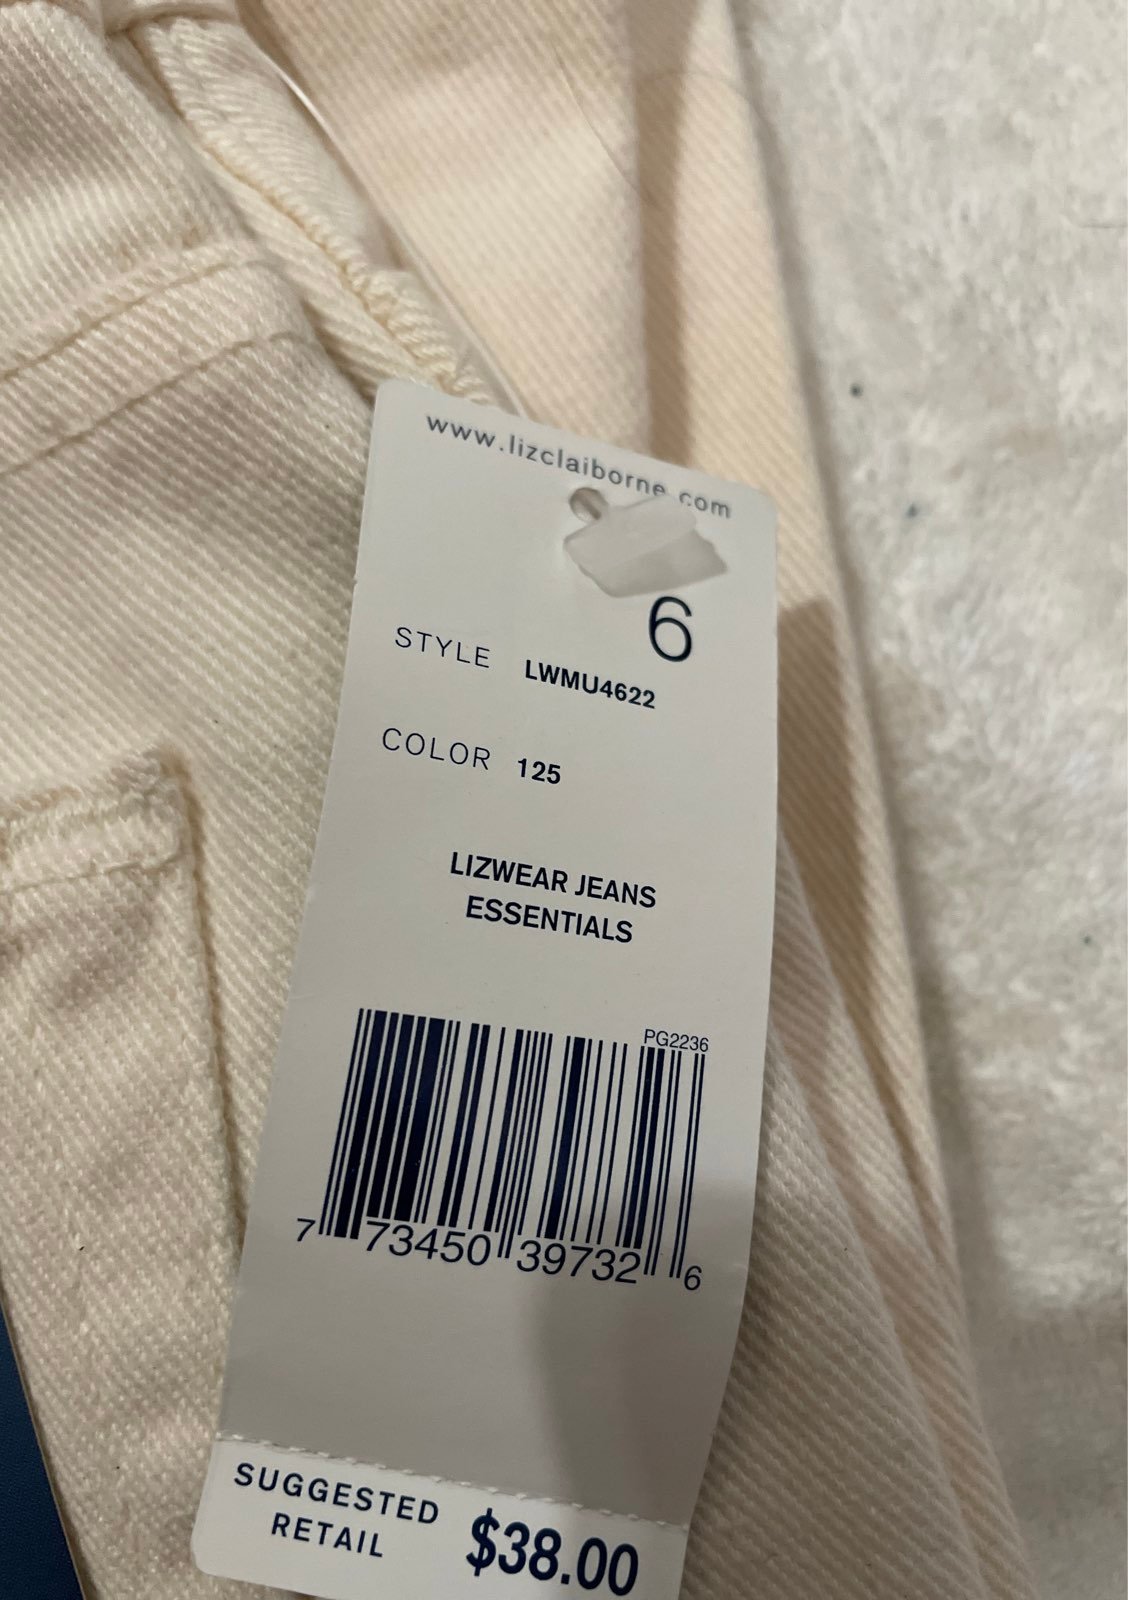 www.lizclaiborne.com
6
STYLE LWMU4622
COLOR 125
LIZWEAR JEANS
ESSENTIALS
PG2236
7 73450 39732 6
SUGGESTED
RETAIL $38.00